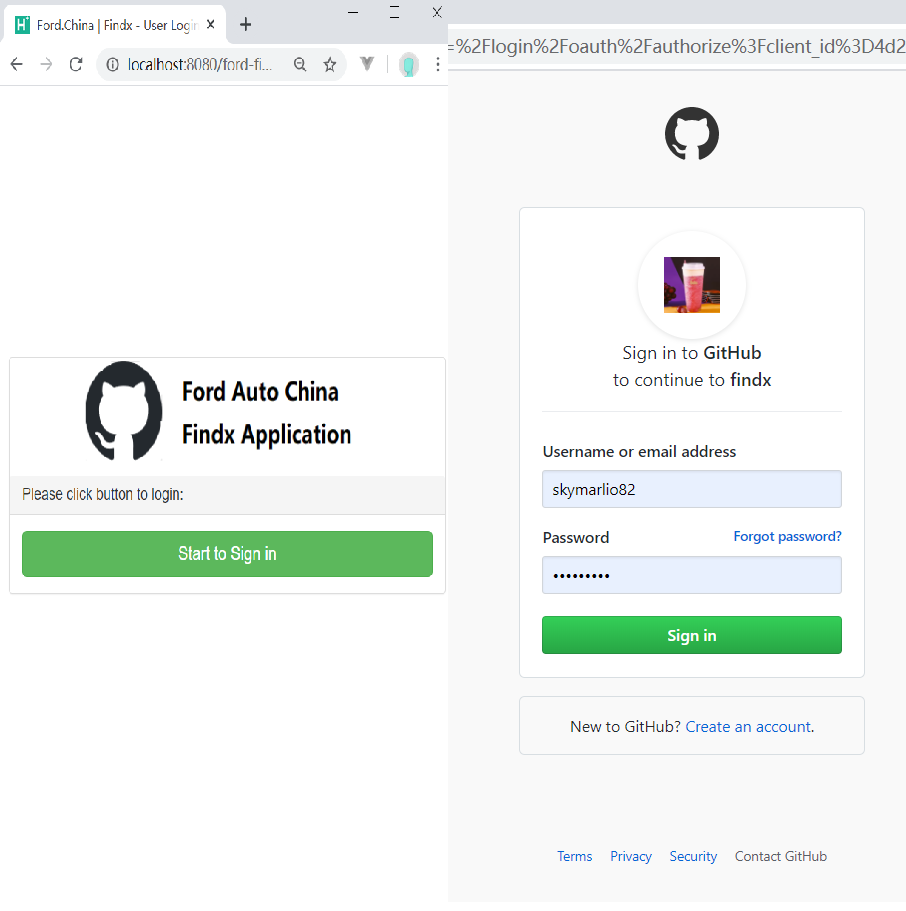 Ford.China | Findx - User Login
localhost:8080/ford-fi...
Ford Auto China
Findx Application
Please click button to login:
Start to Sign in
=%2Flogin%2Foauth%2Fauthorize%3Fclient_id%3D4d2
Sign in to GitHub
to continue to findx
Username or email address
skymarlio82
Password
Forgot password?
•••••••••
Sign in
New to GitHub? Create an account.
Terms Privacy Security Contact GitHub